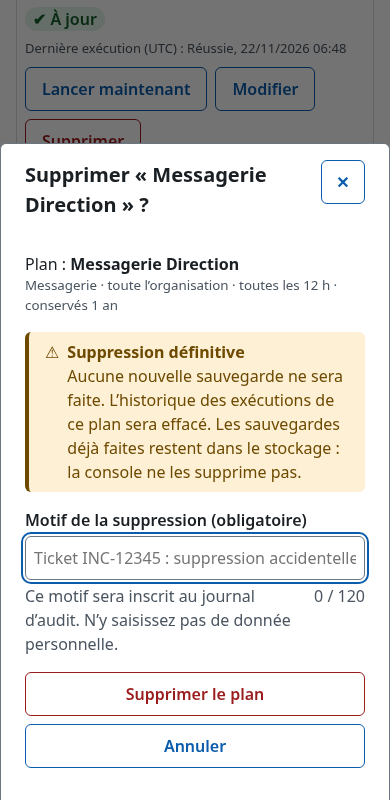 ✔ À jour
Dernière exécution (UTC) : Réussie, 22/11/2026 06:48
Lancer maintenant
Modifier
Supprimer
Supprimer « Messagerie
Direction » ?
×
Plan : Messagerie Direction
Messagerie · toute l’organisation · toutes les 12 h ·
conservés 1 an
⚠ Suppression définitive
Aucune nouvelle sauvegarde ne sera
faite. L’historique des exécutions de
ce plan sera effacé. Les sauvegardes
déjà faites restent dans le stockage :
la console ne les supprime pas.
Motif de la suppression (obligatoire)
Ticket INC-12345 : suppression accidentelle
Ce motif sera inscrit au journal
d’audit. N’y saisissez pas de donnée
personnelle.
0 / 120
Supprimer le plan
Annuler